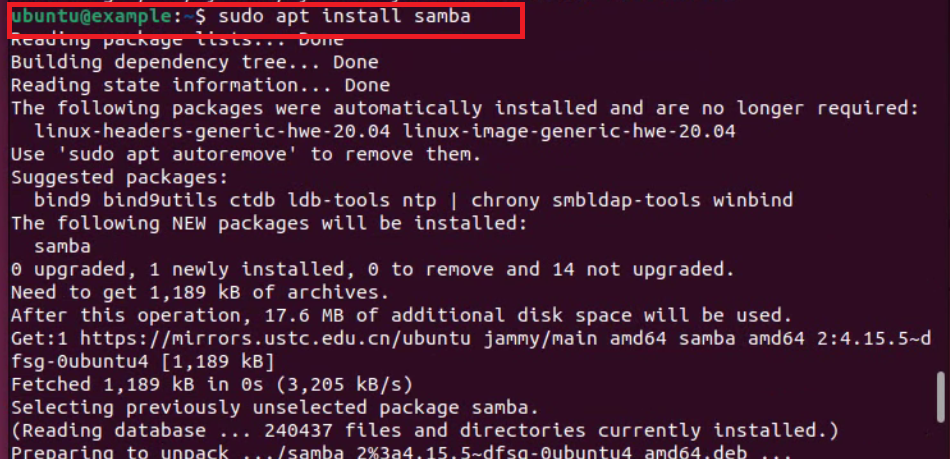 ubuntu@example:~$ sudo apt install samba
Reading package lists... Done
Building dependency tree... Done
Reading state information... Done
The following packages were automatically installed and are no longer required:
  linux-headers-generic-hwe-20.04 linux-image-generic-hwe-20.04
Use 'sudo apt autoremove' to remove them.
Suggested packages:
  bind9 bind9utils ctdb ldb-tools ntp | chrony smbldap-tools winbind
The following NEW packages will be installed:
  samba
0 upgraded, 1 newly installed, 0 to remove and 14 not upgraded.
Need to get 1,189 kB of archives.
After this operation, 17.6 MB of additional disk space will be used.
Get:1 https://mirrors.ustc.edu.cn/ubuntu jammy/main amd64 samba amd64 2:4.15.5~d
fsg-0ubuntu4 [1,189 kB]
Fetched 1,189 kB in 0s (3,205 kB/s)
Selecting previously unselected package samba.
(Reading database ... 240437 files and directories currently installed.)
Preparing to unpack .../samba_2%3a4.15.5~dfsg-0ubuntu4_amd64.deb ...